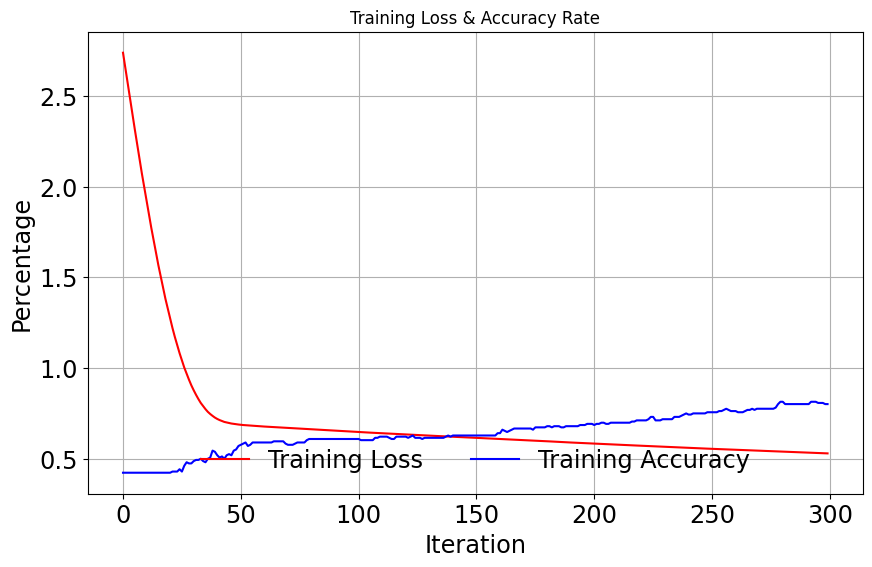 Training Loss & Accuracy Rate
Percentage
2.5
2.0
1.5
1.0
0.5
Training Loss Training Accuracy
0 50 100 150 200 250 300
Iteration